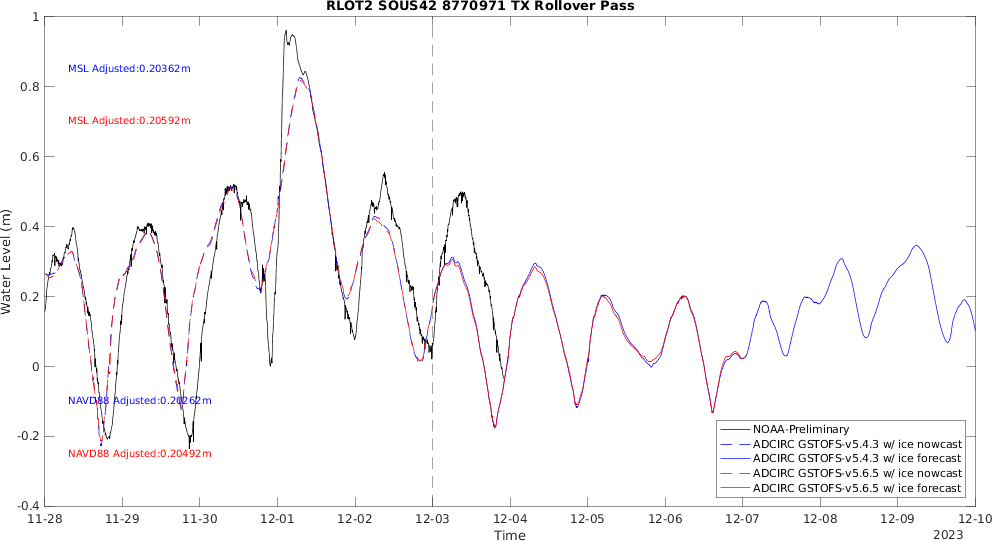 RLOT2 SOUS42 8770971 TX Rollover Pass
1
0.8
0.6
0.4
0.2
0
-0.2
-0.4
Water Level (m)
MSL Adjusted:0.20362m
MSL Adjusted:0.20592m
NAVD88 Adjusted:0.20262m
NAVD88 Adjusted:0.20492m
NOAA-Preliminary
ADCIRC GSTOFS-v5.4.3 w/ ice nowcast
ADCIRC GSTOFS-v5.4.3 w/ ice forecast
ADCIRC GSTOFS-v5.6.5 w/ ice nowcast
ADCIRC GSTOFS-v5.6.5 w/ ice forecast
11-28 11-29 11-30 12-01 12-02 12-03 12-04 12-05 12-06 12-07 12-08 12-09 12-10
Time
2023